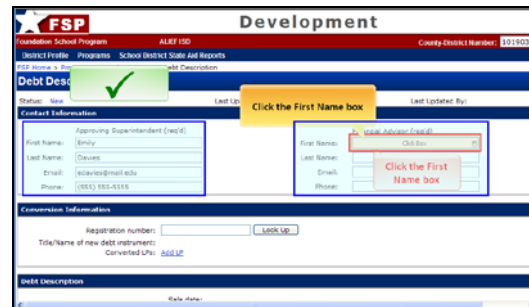 FSP Development
Foundation School Program ALIEF ISD County-District Number: 101903
District Profile Programs School District State Aid Reports
FSP Home > Debt Description
Debt Desc
Status: New Last Up Last Updated By:
Click the First Name box
Contact Information
Approving Superintendent (req'd) Advisor (req'd)
First Name: Emily First Name: Click Box
Last Name: Davies Last Name:
Click the First
Name box
Email: edavies@mail.edu Email:
Phone: (555) 555-5555 Phone:
Conversion Information
Registration number: Look Up
Title/Name of new debt instrument:
Converted LPs: Add LP
Debt Description
Sale date: